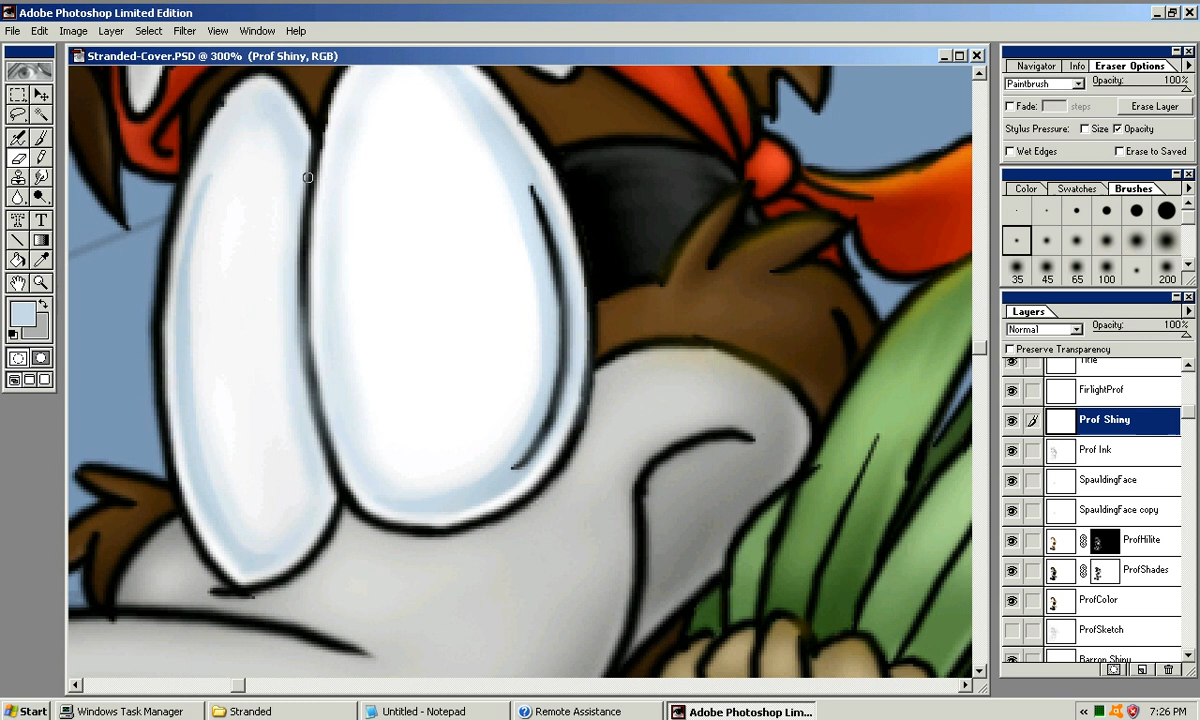 Adobe Photoshop Limited Edition
File Edit Image Layer Select Filter View Window Help
Stranded-Cover.PSD @ 300% (Prof Shiny, RGB)
Navigator Info Eraser Options
Paintbrush Opacity: 100%
Fade: steps Erase Layer
Stylus Pressure: Size Opacity
Wet Edges Erase to Saved
Color Swatches Brushes
35 45 65 100 200
Layers
Normal Opacity: 100%
Preserve Transparency
Title
FirlightProf
Prof Shiny
Prof Ink
SpauldingFace
SpauldingFace copy
ProfHilite
ProfShades
ProfColor
ProfSketch
Barron Shiny
Start Windows Task Manager Stranded Untitled - Notepad Remote Assistance Adobe Photoshop Lim... « 7:26 PM